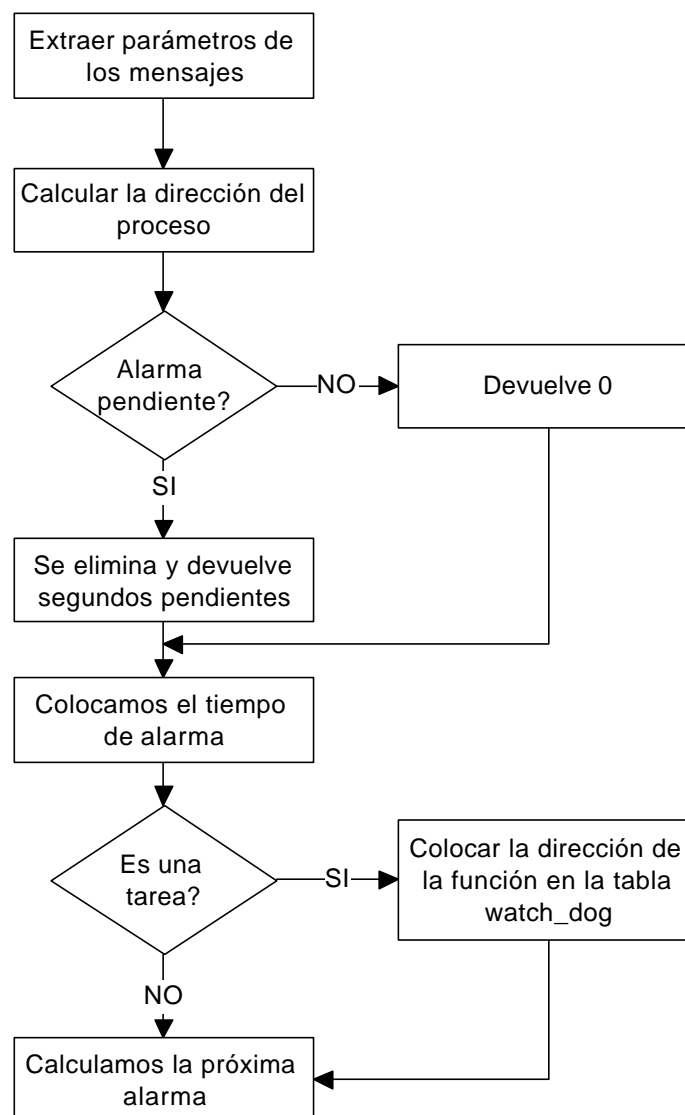 Extraer parámetros de
los mensajes
Calcular la dirección del
proceso
Alarma
pendiente?
NO
Devuelve 0
SI
Se elimina y devuelve
segundos pendientes
Colocamos el tiempo
de alarma
Es una
tarea?
SI
Colocar la dirección de
la función en la tabla
watch_dog
NO
Calculamos la próxima
alarma